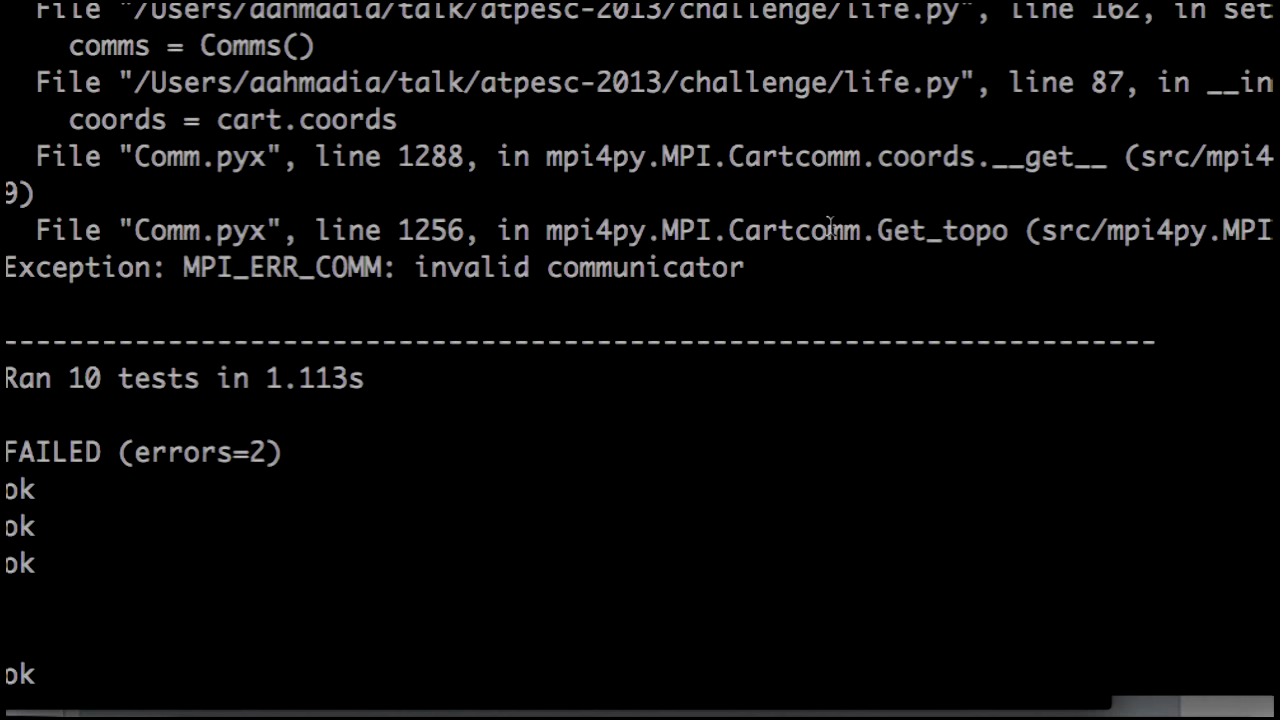 File "/Users/aahmadia/talk/atpesc-2013/challenge/life.py", line 162, in set
comms = Comms()
File "/Users/aahmadia/talk/atpesc-2013/challenge/life.py", line 87, in __in
coords = cart.coords
File "Comm.pyx", line 1288, in mpi4py.MPI.Cartcomm.coords.__get__ (src/mpi4
9)
File "Comm.pyx", line 1256, in mpi4py.MPI.Cartcomm.Get_topo (src/mpi4py.MPI
Exception: MPI_ERR_COMM: invalid communicator
----------------------------------------------------------------------
Ran 10 tests in 1.113s
FAILED (errors=2)
ok
ok
ok
ok